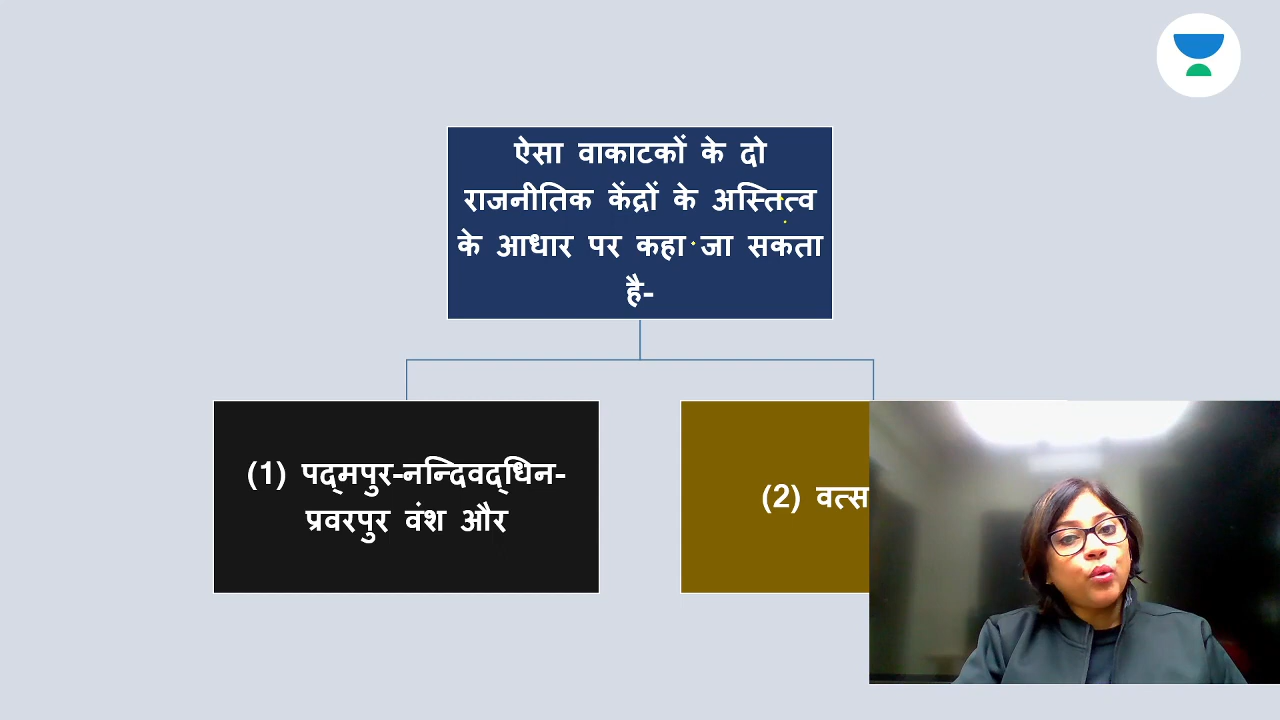 ऐसा वाकाटकों के दो
राजनीतिक केंद्रों के अस्तित्व
के आधार पर कहा जा सकता
है-
(1) पद्मपुर-नन्दिवद्धिन-
प्रवरपुर वंश और
(2) वत्स